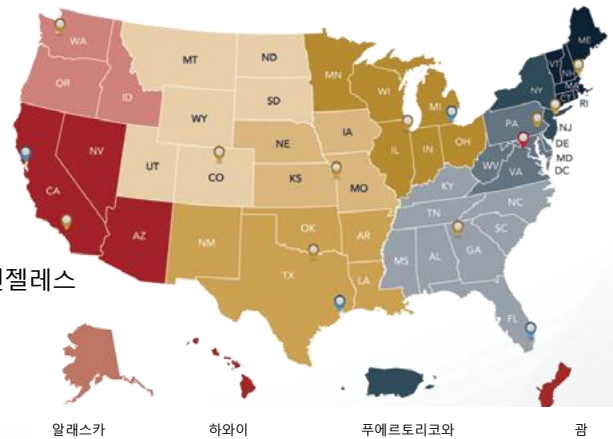 WA
ME
MT
ND
VT
NH
OR
MN
MA
ID
NY
WI
CT
RI
SD
MI
WY
PA
NJ
IA
NE
OH
DE
NV
IL
IN
MD
UT
WV
DC
CO
VA
CA
KS
MO
KY
NC
TN
OK
AZ
NM
AR
SC
MS
AL
GA
TX
LA
젤레스
FL
알래스카
하와이
푸에르토리코와
괌